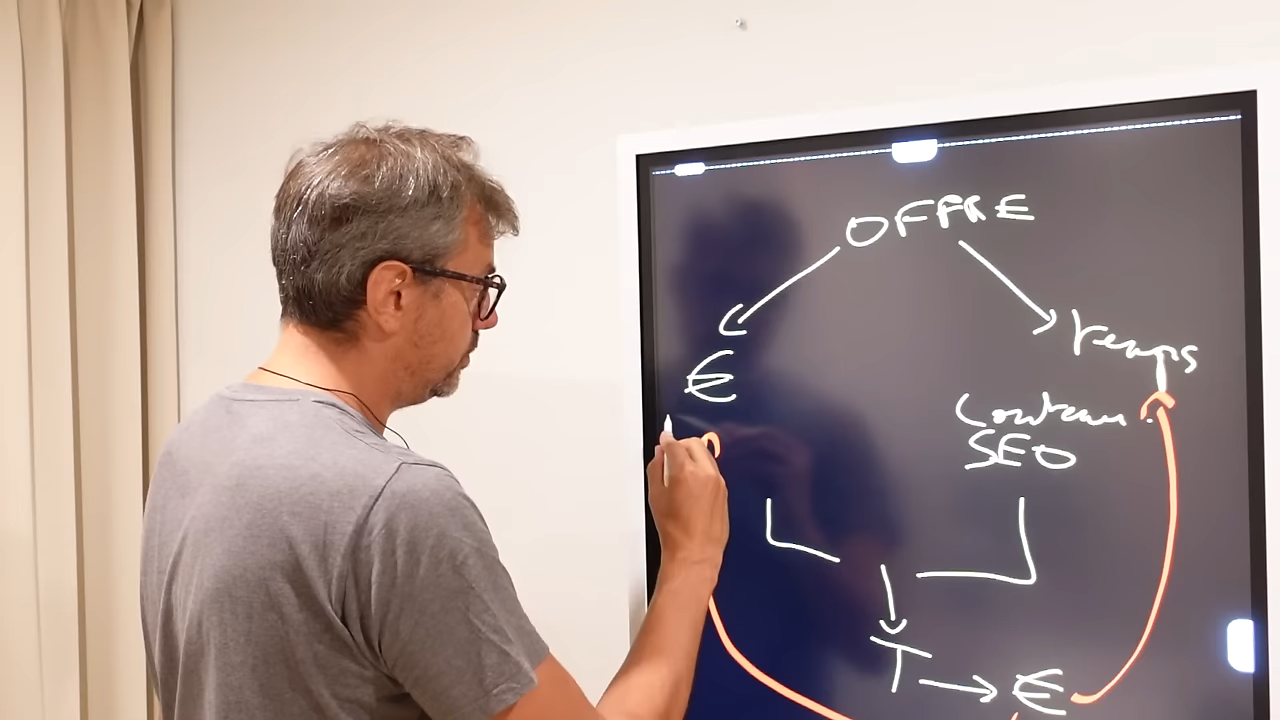 OFFRE
€
Temps
Contenu
SEO
T → €